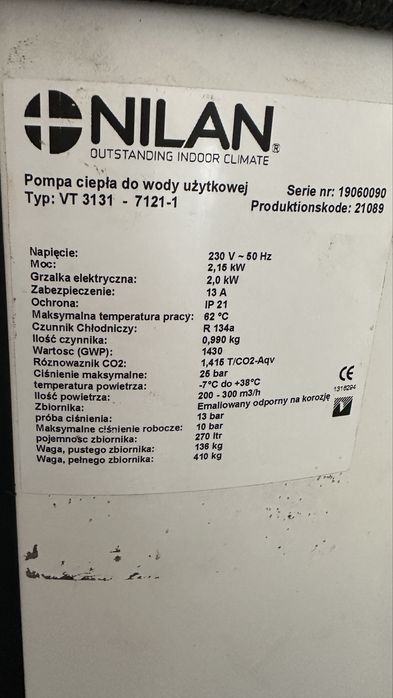 NILAN®
OUTSTANDING INDOOR CLIMATE
Pompa ciepła do wody użytkowej Serie nr: 19060090
Typ: VT 3131 - 7121-1 Produktionskode: 21089
Napięcie: 230 V ~ 50 Hz
Moc: 2,15 kW
Grzalka elektryczna: 2,0 kW
Zabezpieczenie: 13 A
Ochrona: IP 21
Maksymalna temperatura pracy: 62 °C
Czunnik Chłodniczy: R 134a
Ilość czynnika: 0,990 kg
Wartosc (GWP): 1430
Różnowaznik CO2: 1,415 T/CO2-Aqv
Ciśnienie maksymalne: 25 bar
temperatura powietrza: -7°C do +38°C
Ilość powietrza: 200 - 300 m3/h
Zbiornika: Emaliowany odporny na korozję
próba ciśnienia: 13 bar
Maksymalne ciśnienie robocze: 10 bar
pojemność zbiornika: 270 ltr
Waga, pustego zbiornika: 136 kg
Waga, pełnego zbiornika: 410 kg
CE
1316294